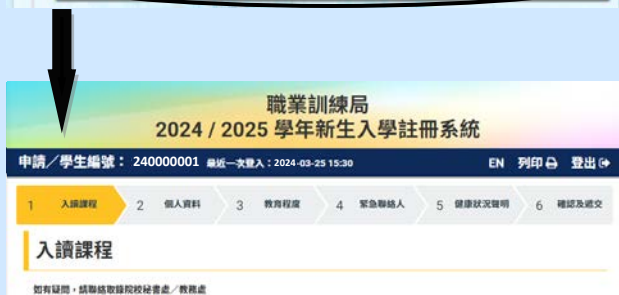 職業訓練局
2024 / 2025 學年新生入學註冊系統
申請／學生編號： 240000001 最近一次登入：2024-03-25 15:30 EN 列印 登出
1 入讀課程 2 個人資料 3 教育程度 4 緊急聯絡人 5 健康狀況聲明 6 確認及遞交
入讀課程
如有疑問，請聯絡取錄院校秘書處／教務處